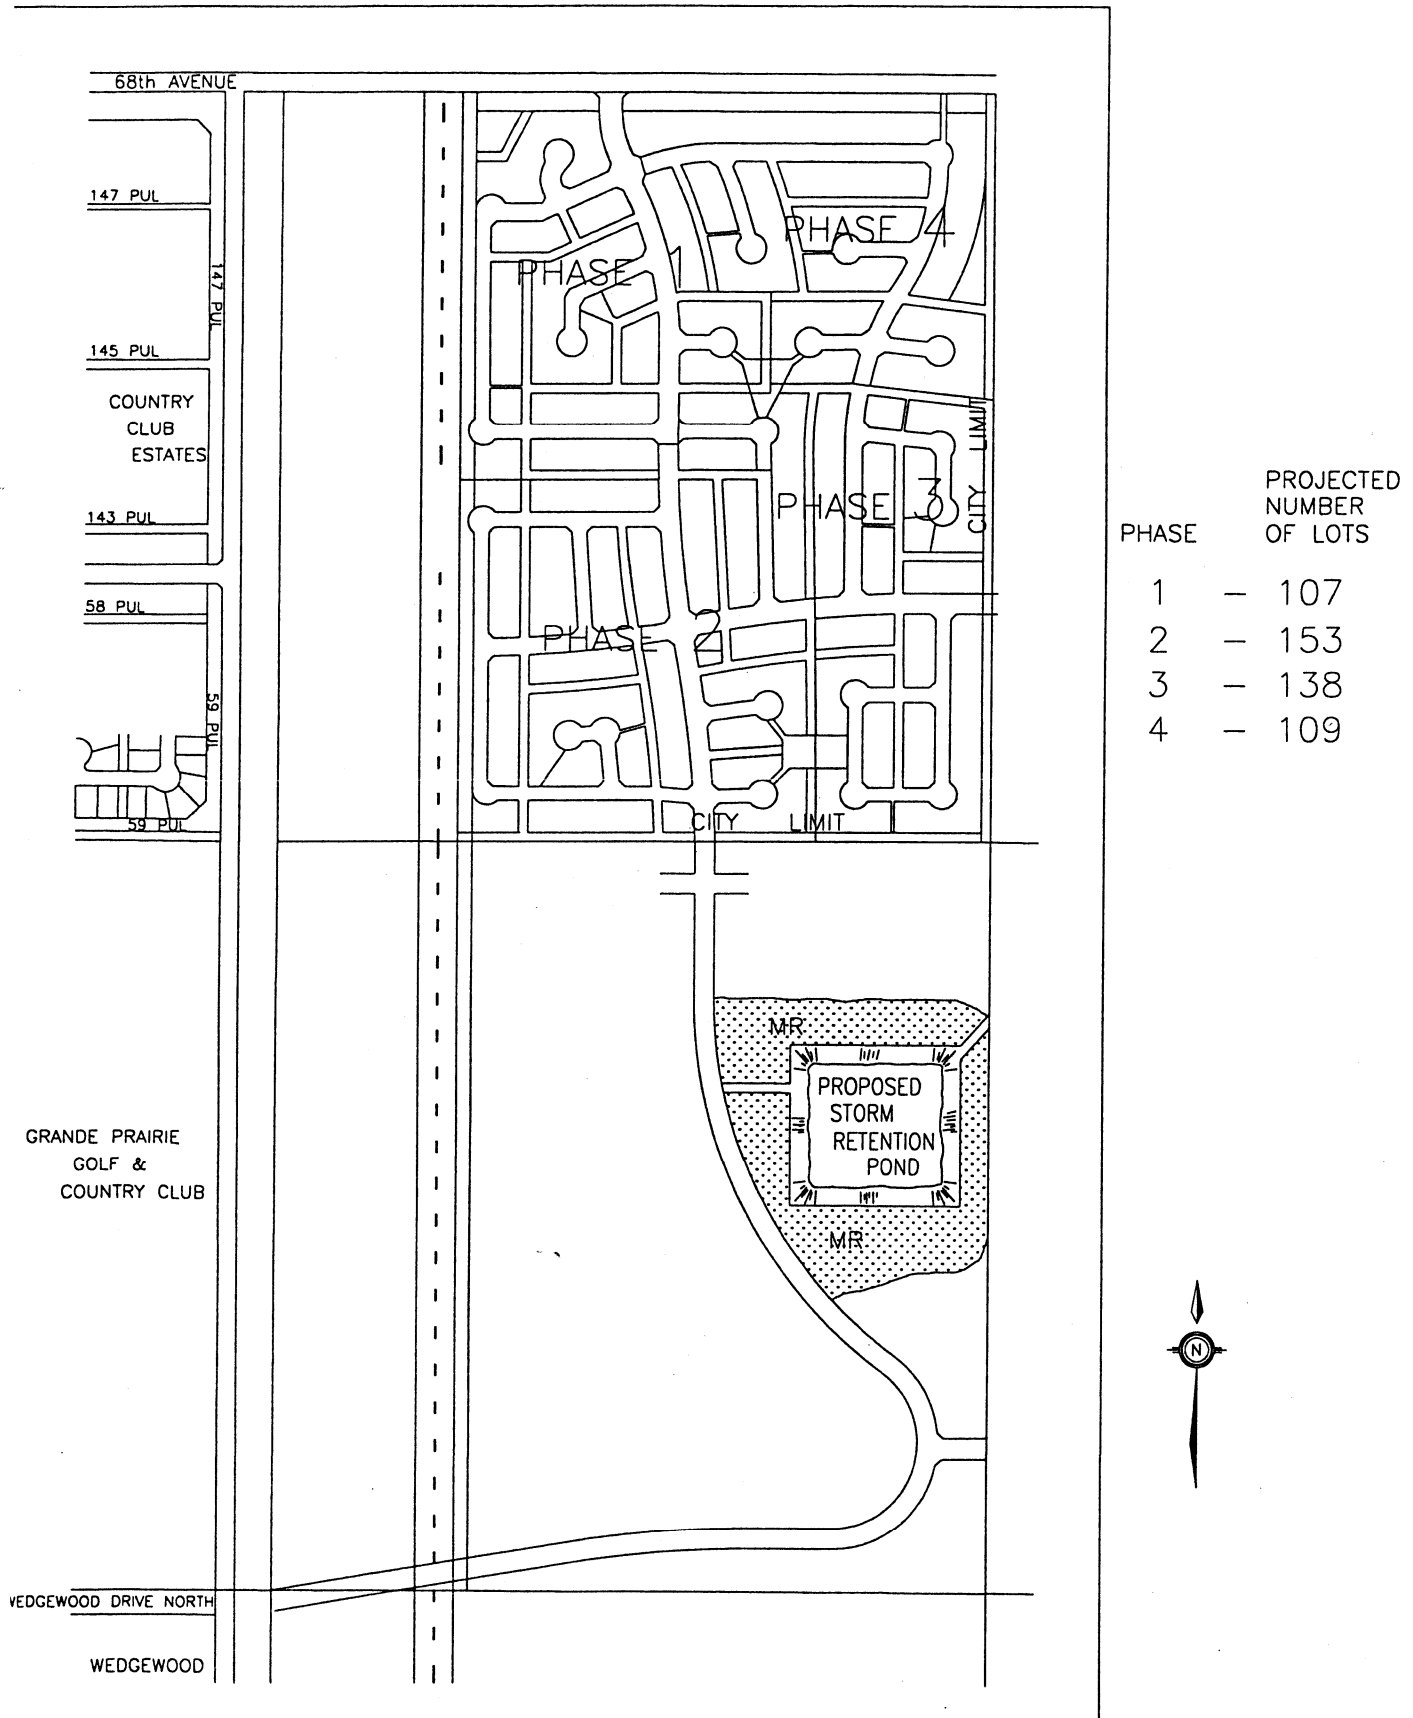 68th AVENUE
147 PUL
147 PUL
145 PUL
COUNTRY
CLUB
ESTATES
143 PUL
58 PUL
59 PUL
59 PUL
PHASE 1
PHASE 4
PHASE 3
PHASE 2
CITY LIMIT
CITY LIMIT
PHASE
PROJECTED
NUMBER
OF LOTS
1 - 107
2 - 153
3 - 138
4 - 109
MR
PROPOSED
STORM
RETENTION
POND
MR
GRANDE PRAIRIE
GOLF &
COUNTRY CLUB
N
WEDGEWOOD DRIVE NORTH
WEDGEWOOD